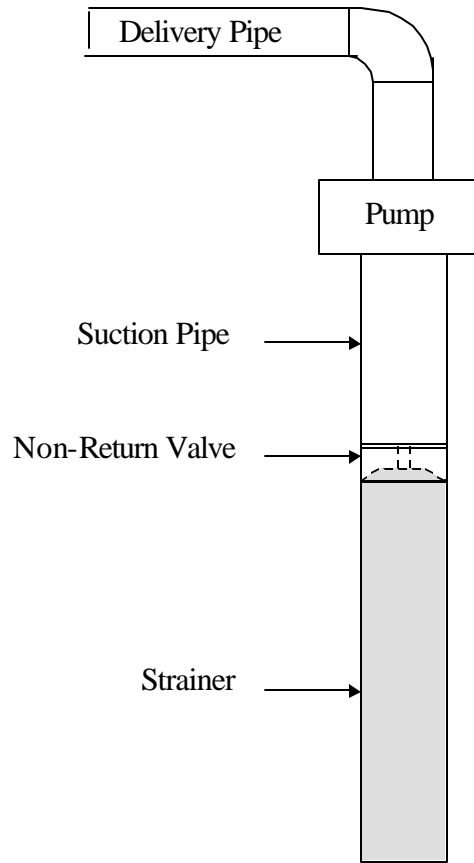 Delivery Pipe
Pump
Suction Pipe
Non-Return Valve
Strainer